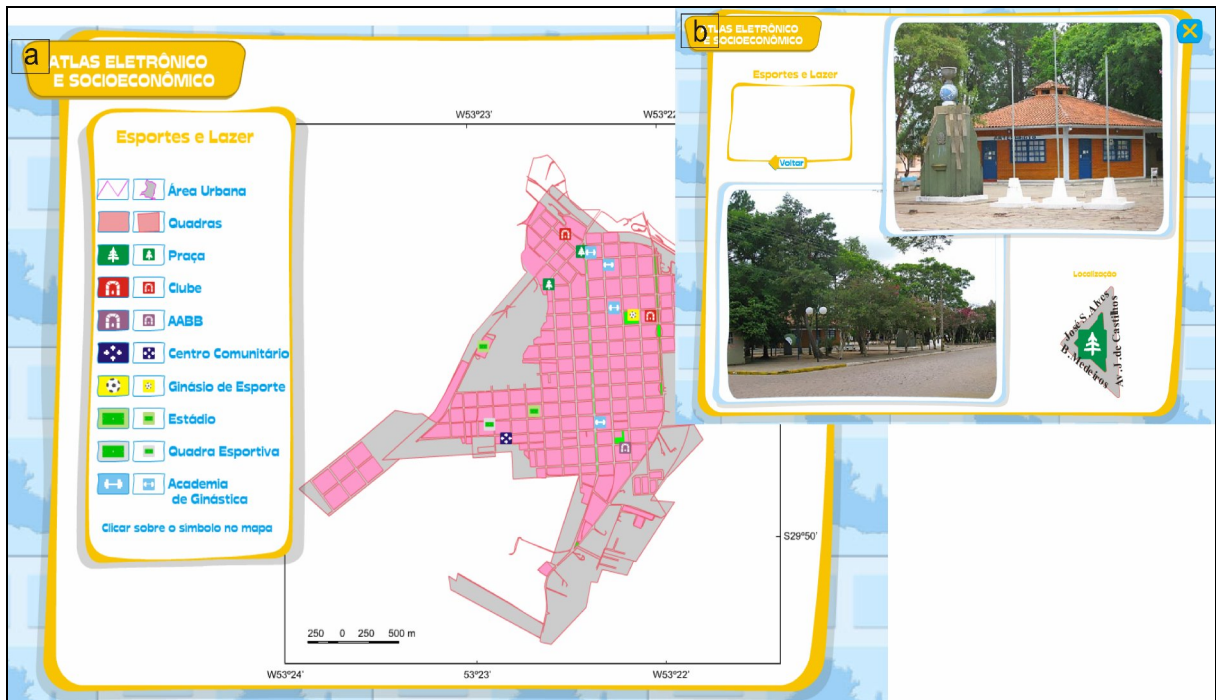 a
ATLAS ELETRÔNICO
E SOCIOECONÔMICO
Esportes e Lazer
Área Urbana
Quadras
Praça
Clube
AABB
Centro Comunitário
Ginásio de Esporte
Estádio
Quadra Esportiva
Academia
de Ginástica
Clicar sobre o símbolo no mapa
W53º23'
W53º22
S29º50'
250 0 250 500 m
W53º24'
53º23'
W53º22'
b
TLAS ELETRÔNICO
E SOCIOECONÔMICO
Esportes e Lazer
Voltar
Localização
José S. Alves
B. Medeiros
Av. J. de Castilhos